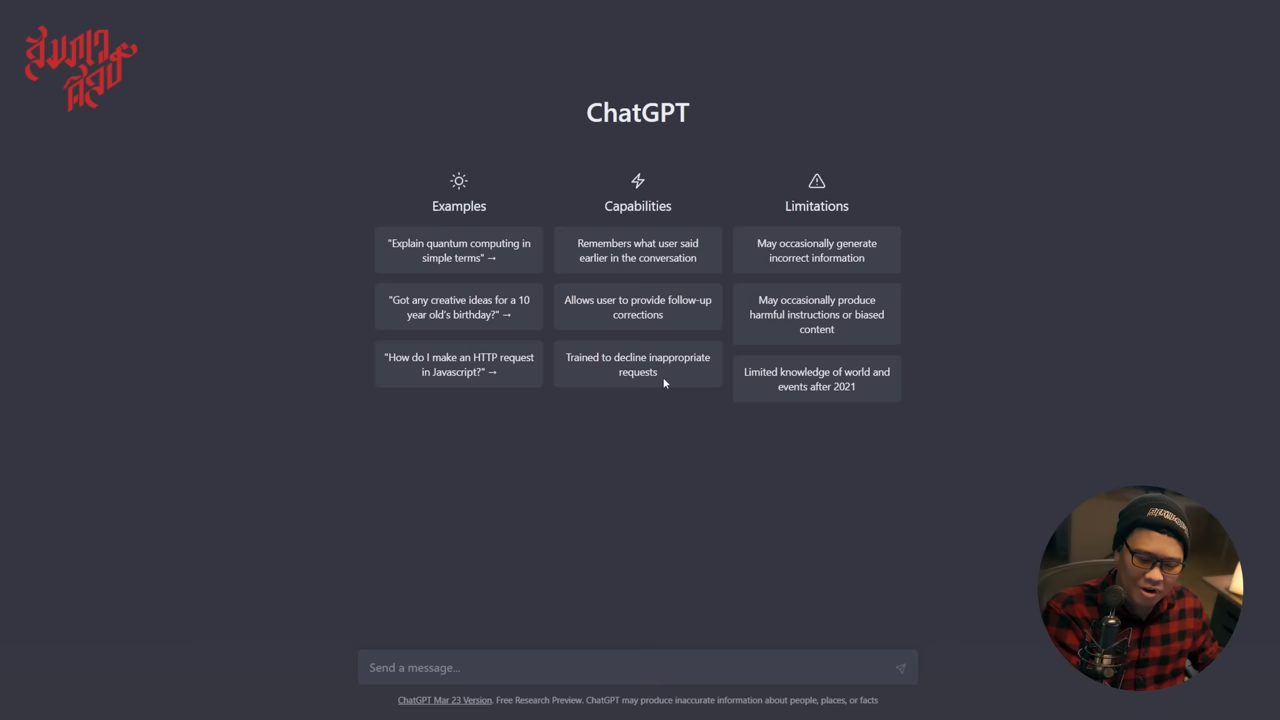 ChatGPT
Examples
"Explain quantum computing in
simple terms" →
"Got any creative ideas for a 10
year old's birthday?" →
"How do I make an HTTP request
in Javascript?" →
Capabilities
Remembers what user said
earlier in the conversation
Allows user to provide follow-up
corrections
Trained to decline inappropriate
requests
Limitations
May occasionally generate
incorrect information
May occasionally produce
harmful instructions or biased
content
Limited knowledge of world and
events after 2021
Send a message...
ChatGPT Mar 23 Version. Free Research Preview. ChatGPT may produce inaccurate information about people, places, or facts